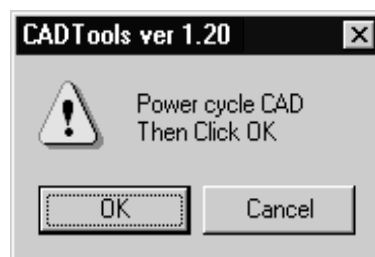 CADTools ver 1.20
Power cycle CAD
Then Click OK
OK
Cancel